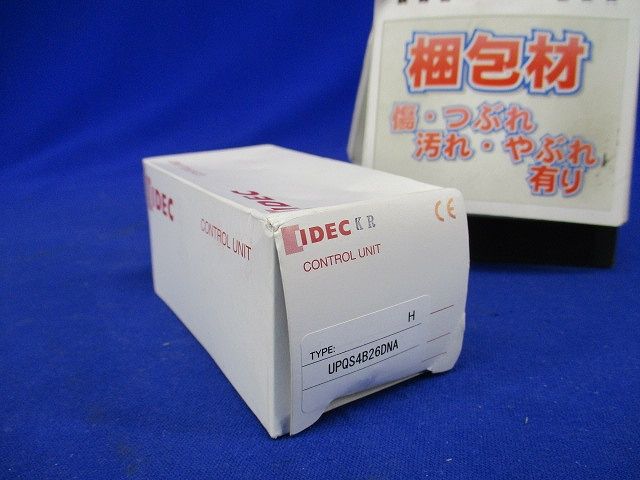 梱包材
傷・つぶれ
汚れ・やぶれ
有り
IDEC
IDEC
CONTROL UNIT
IDEC KR
CE
CONTROL UNIT
H
TYPE:
UPQS4B26DNA